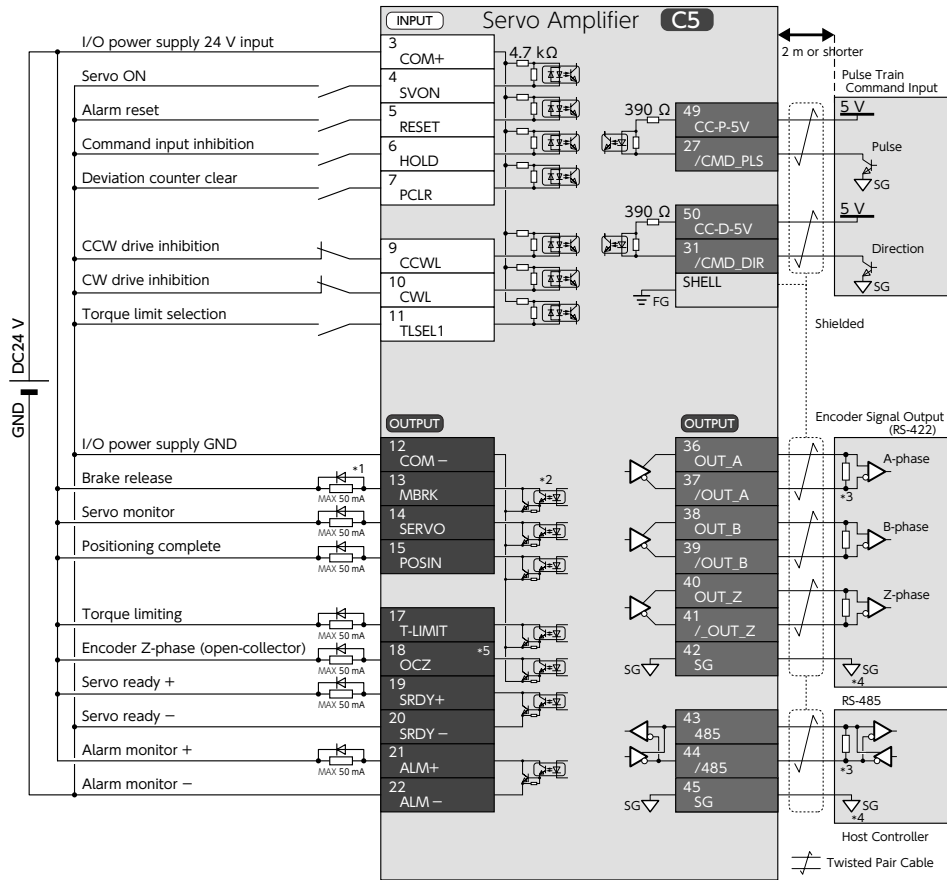 INPUT
Servo Amplifier C5
I/O power supply 24 V input
3
COM+
4.7 kΩ
2 m or shorter
Servo ON
4
SVON
Pulse Train
Command Input
Alarm reset
5
RESET
390 Ω
49
CC-P-5V
5 V
Command input inhibition
6
HOLD
27
/CMD_PLS
Pulse
SG
Deviation counter clear
7
PCLR
390 Ω
50
CC-D-5V
5 V
CCW drive inhibition
9
CCWL
31
/CMD_DIR
Direction
SG
CW drive inhibition
10
CWL
SHELL
FG
Torque limit selection
11
TLSEL1
Shielded
DC24 V
GND
OUTPUT
OUTPUT
Encoder Signal Output
(RS-422)
I/O power supply GND
12
COM −
36
OUT_A
A-phase
Brake release
*1
MAX 50 mA
13
MBRK
*2
37
/OUT_A
*3
Servo monitor
MAX 50 mA
14
SERVO
38
OUT_B
B-phase
Positioning complete
MAX 50 mA
15
POSIN
39
/OUT_B
40
OUT_Z
Z-phase
Torque limiting
MAX 50 mA
17
T-LIMIT
41
/_OUT_Z
Encoder Z-phase (open-collector)
MAX 50 mA
18
OCZ
*5
42
SG
SG
SG
*4
Servo ready +
MAX 50 mA
19
SRDY+
RS-485
Servo ready −
20
SRDY −
43
485
Alarm monitor +
MAX 50 mA
21
ALM+
44
/485
*3
Alarm monitor −
22
ALM −
45
SG
SG
SG
*4
Host Controller
Twisted Pair Cable